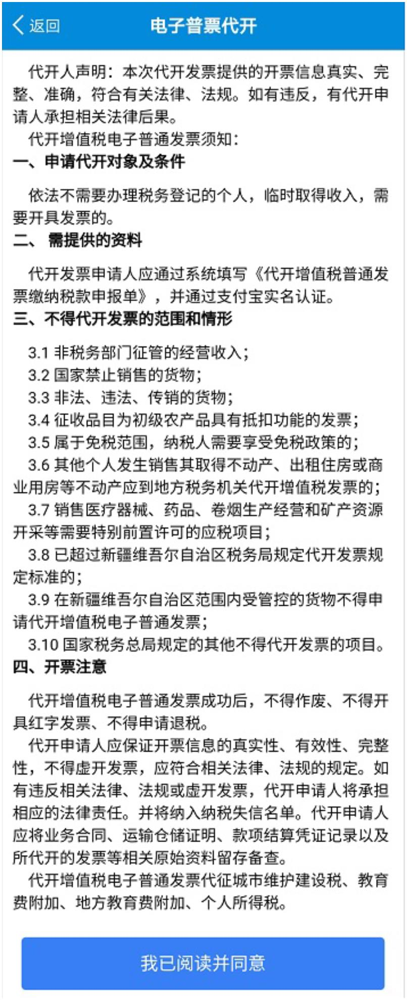 返回
电子普票代开
代开人声明：本次代开发票提供的开票信息真实、完
整、准确，符合有关法律、法规。如有违反，有代开申
请人承担相关法律后果。
代开增值税电子普通发票须知：
一、申请代开对象及条件
依法不需要办理税务登记的个人，临时取得收入，需
要开具发票的。
二、 需提供的资料
代开发票申请人应通过系统填写《代开增值税普通发
票缴纳税款申报单》，并通过支付宝实名认证。
三、不得代开发票的范围和情形
3.1 非税务部门征管的经营收入；
3.2 国家禁止销售的货物；
3.3 非法、违法、传销的货物；
3.4 征收品目为初级农产品具有抵扣功能的发票；
3.5 属于免税范围，纳税人需要享受免税政策的；
3.6 其他个人发生销售其取得不动产、出租住房或商
业用房等不动产应到地方税务机关代开增值税发票的；
3.7 销售医疗器械、药品、卷烟生产经营和矿产资源
开采等需要特别前置许可的应税项目；
3.8 已超过新疆维吾尔自治区税务局规定代开发票规
定标准的；
3.9 在新疆维吾尔自治区范围内受管控的货物不得申
请代开增值税电子普通发票；
3.10 国家税务总局规定的其他不得代开发票的项目。
四、开票注意
代开增值税电子普通发票成功后，不得作废、不得开
具红字发票、不得申请退税。
代开申请人应保证开票信息的真实性、有效性、完整
性，不得虚开发票，应符合相关法律、法规的规定。如
有违反相关法律、法规或虚开发票，代开申请人将承担
相应的法律责任。并将纳入纳税失信名单。代开申请人
应将业务合同、运输仓储证明、款项结算凭证记录以及
所代开的发票等相关原始资料留存备查。
代开增值税电子普通发票代征城市维护建设税、教育
费附加、地方教育费附加、个人所得税。
我已阅读并同意